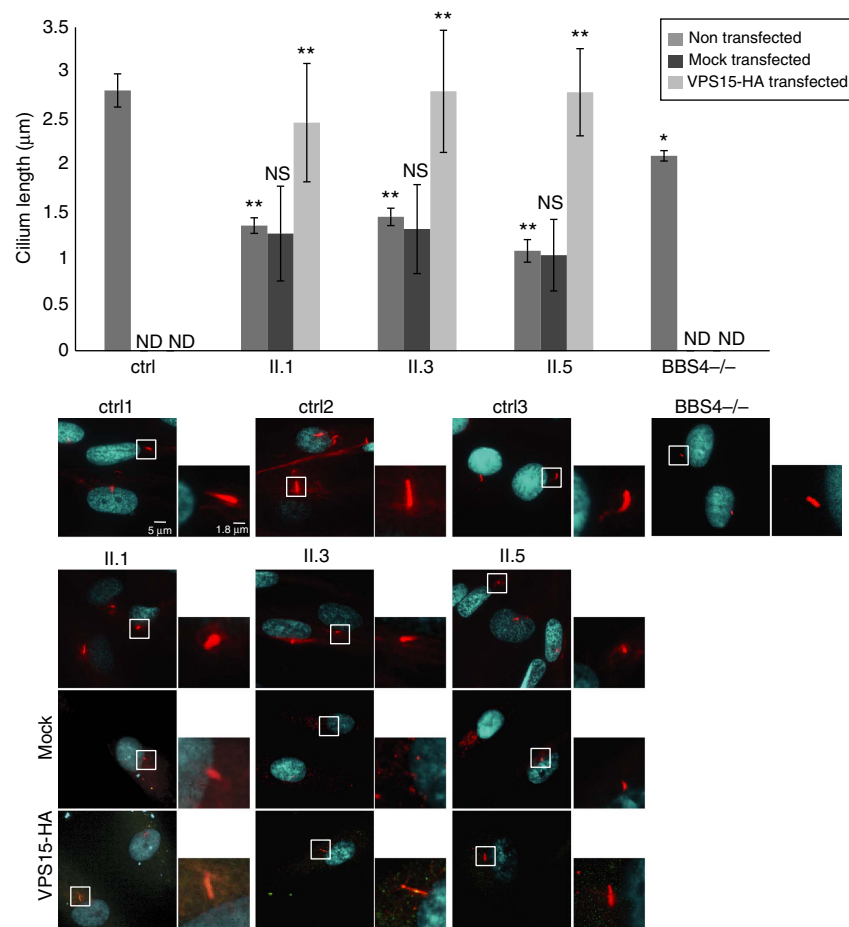 3.5
3
2.5
2
1.5
1
0.5
0
Cilium length (μm)
Non transfected
Mock transfected
VPS15-HA transfected
** ** ** *
NS NS NS
** ** **
ND ND ND ND
ctrl II.1 II.3 II.5 BBS4–/–
ctrl1 ctrl2 ctrl3 BBS4–/–
5 μm 1.8 μm
II.1 II.3 II.5
Mock
VPS15-HA